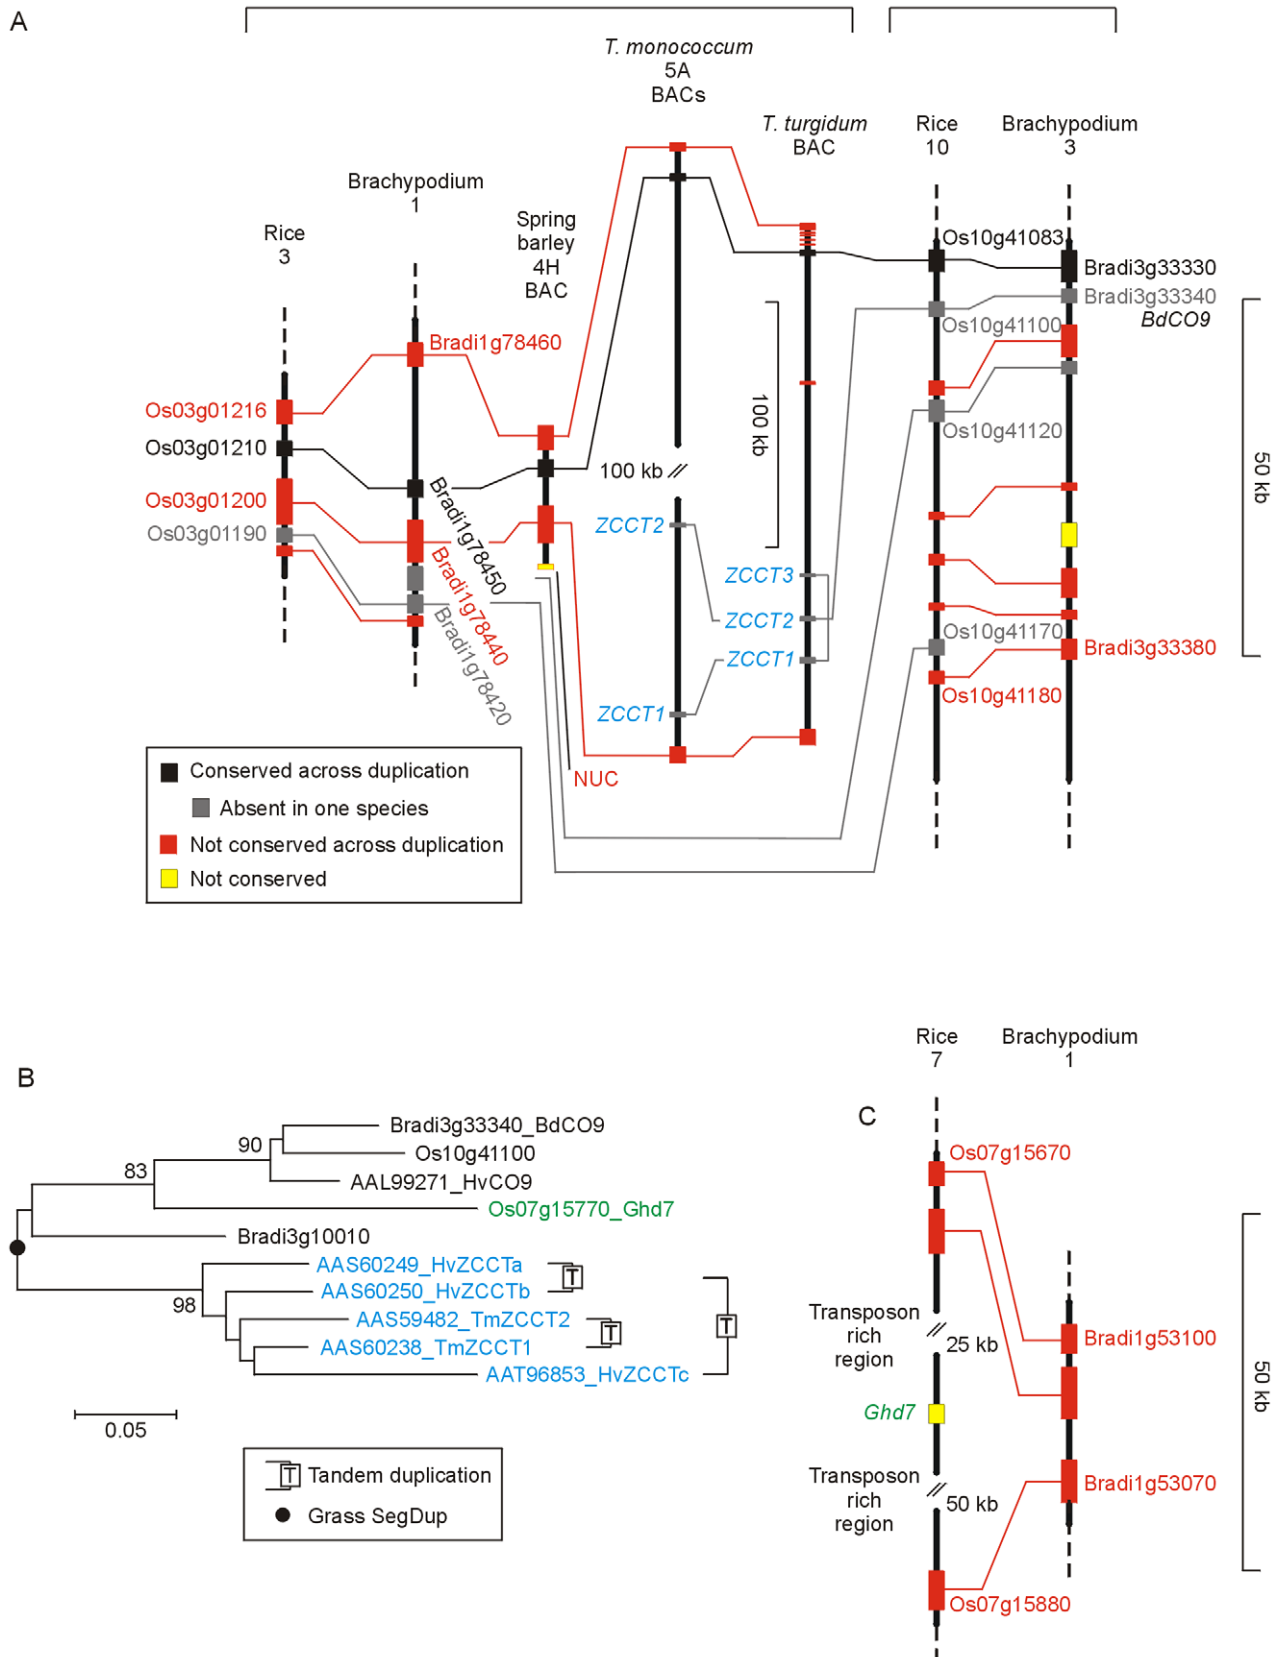 A
T. monococcum
5A
BACs
T. turgidum
BAC
Rice
10
Brachypodium
3
Brachypodium
1
Spring
barley
4H
BAC
Rice
3
Os10g41083
Bradi3g33330
Bradi3g33340
BdCO9
Os10g41100
Bradi1g78460
Os03g01216
Os03g01210
Os03g01200
Os03g01190
Bradi1g78450
Bradi1g78440
Bradi1g78420
100 kb
100 kb
Os10g41120
50 kb
ZCCT2
ZCCT3
ZCCT2
ZCCT1
ZCCT1
Os10g41170
Bradi3g33380
Os10g41180
NUC
Conserved across duplication
Absent in one species
Not conserved across duplication
Not conserved
B
90
83
98
Bradi3g33340_BdCO9
Os10g41100
AAL99271_HvCO9
Os07g15770_Ghd7
Bradi3g10010
AAS60249_HvZCCTa
AAS60250_HvZCCTb
AAS59482_TmZCCT2
AAS60238_TmZCCT1
AAT96853_HvZCCTc
T
T
T
0.05
T Tandem duplication
Grass SegDup
Rice
7
Brachypodium
1
C
Os07g15670
Transposon
rich
region
25 kb
Bradi1g53100
Ghd7
50 kb
Transposon
rich
region
50 kb
Bradi1g53070
Os07g15880